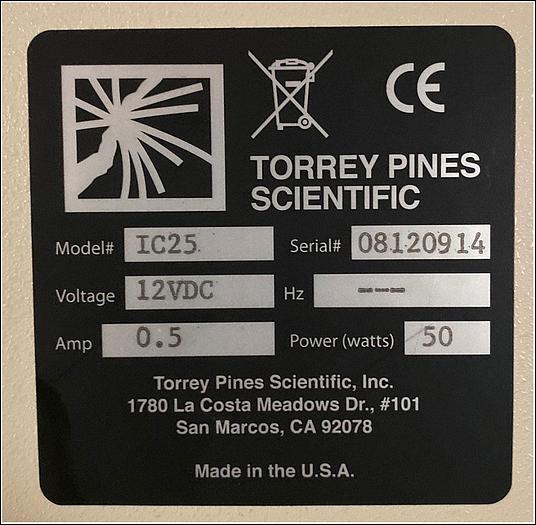 CE
TORREY PINES
SCIENTIFIC
Model# IC25 Serial# 08120914
Voltage 12VDC Hz ---
Amp 0.5 Power (watts) 50
Torrey Pines Scientific, Inc.
1780 La Costa Meadows Dr., #101
San Marcos, CA 92078
Made in the U.S.A.